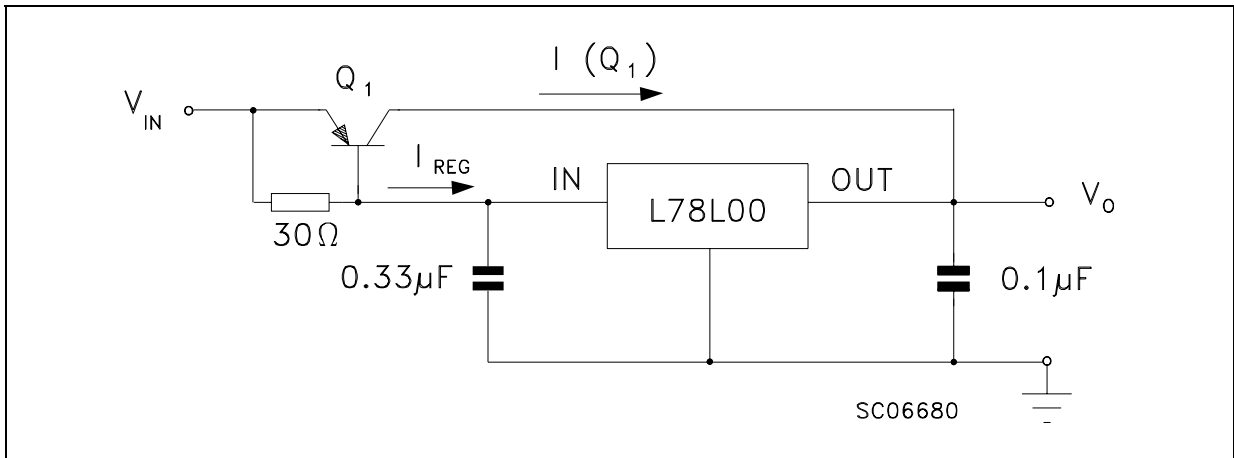 I (Q1)
Q1
VIN
IREG
IN
L78L00
OUT
VO
30Ω
0.33µF
0.1µF
SC06680